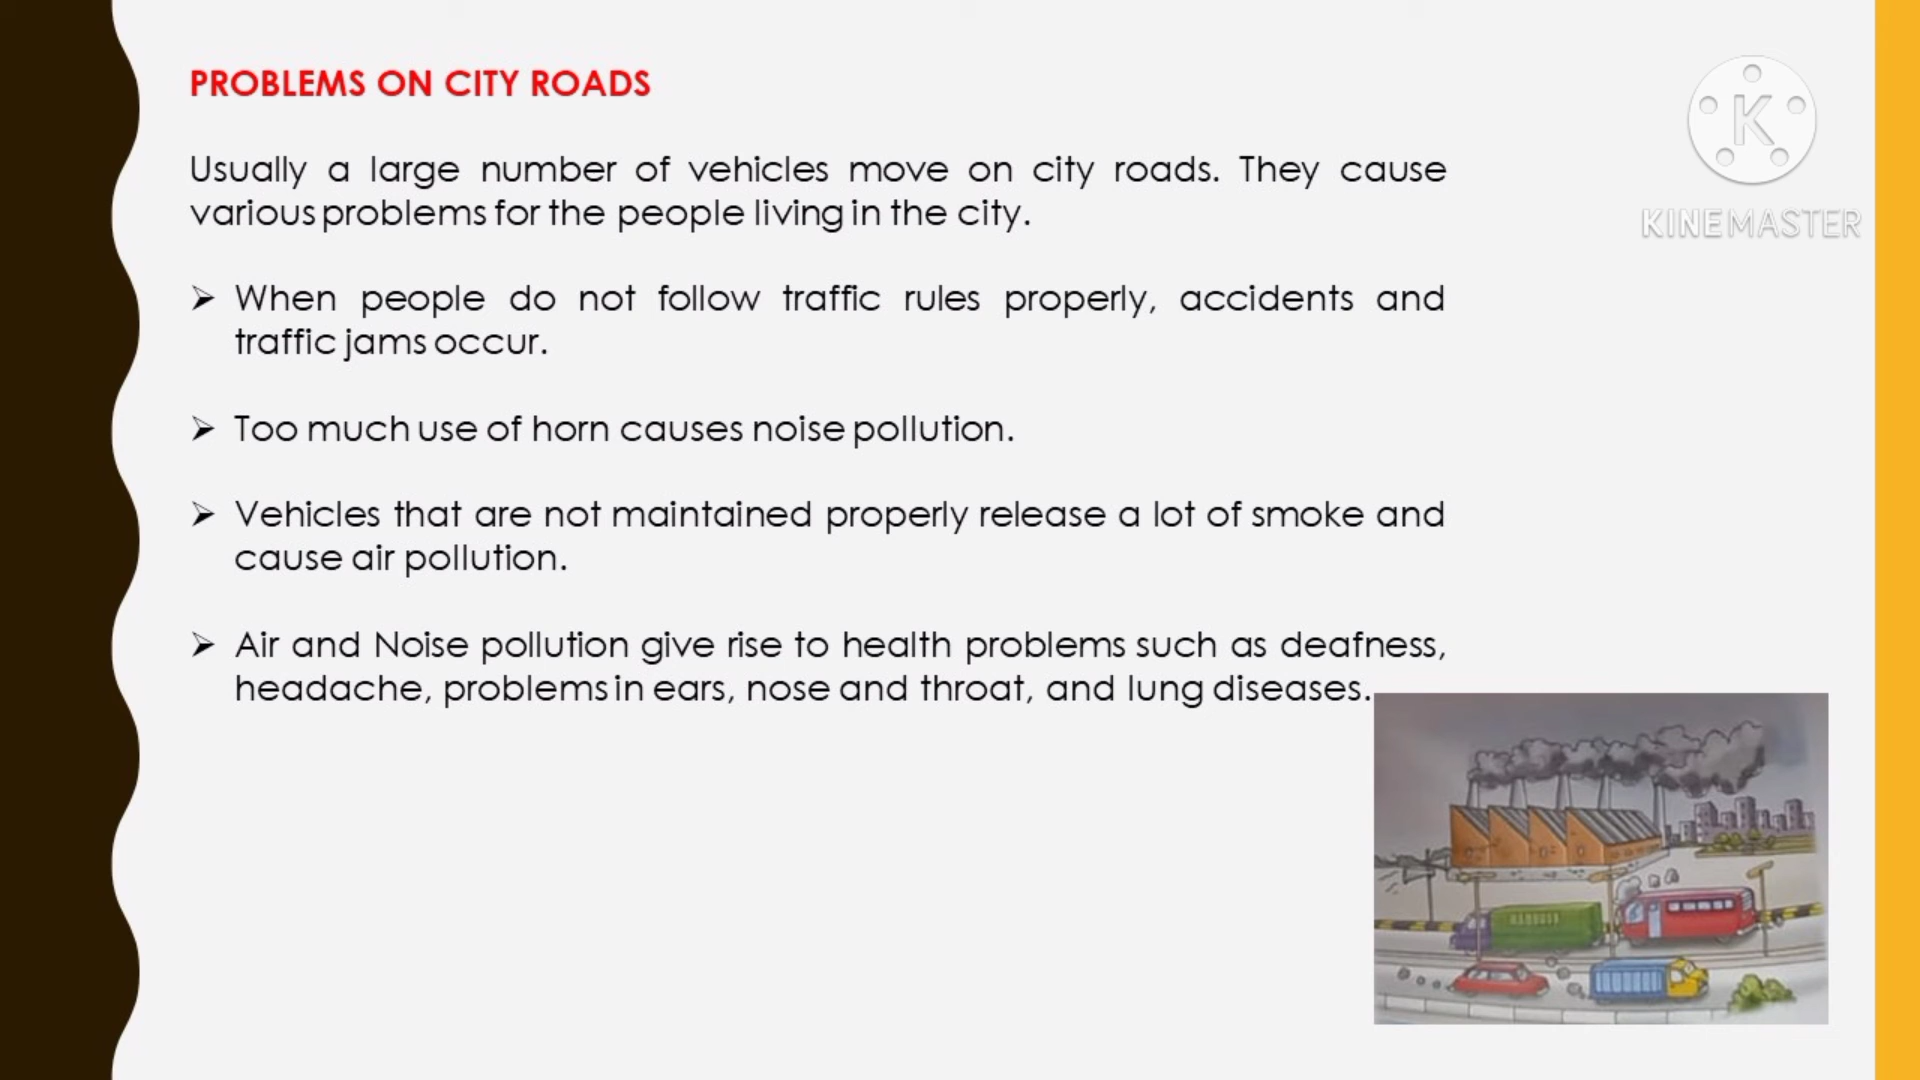 PROBLEMS ON CITY ROADS
Usually a large number of vehicles move on city roads. They cause
various problems for the people living in the city.
➢ When people do not follow traffic rules properly, accidents and
traffic jams occur.
➢ Too much use of horn causes noise pollution.
➢ Vehicles that are not maintained properly release a lot of smoke and
cause air pollution.
➢ Air and Noise pollution give rise to health problems such as deafness,
headache, problems in ears, nose and throat, and lung diseases.
K
KINEMASTER